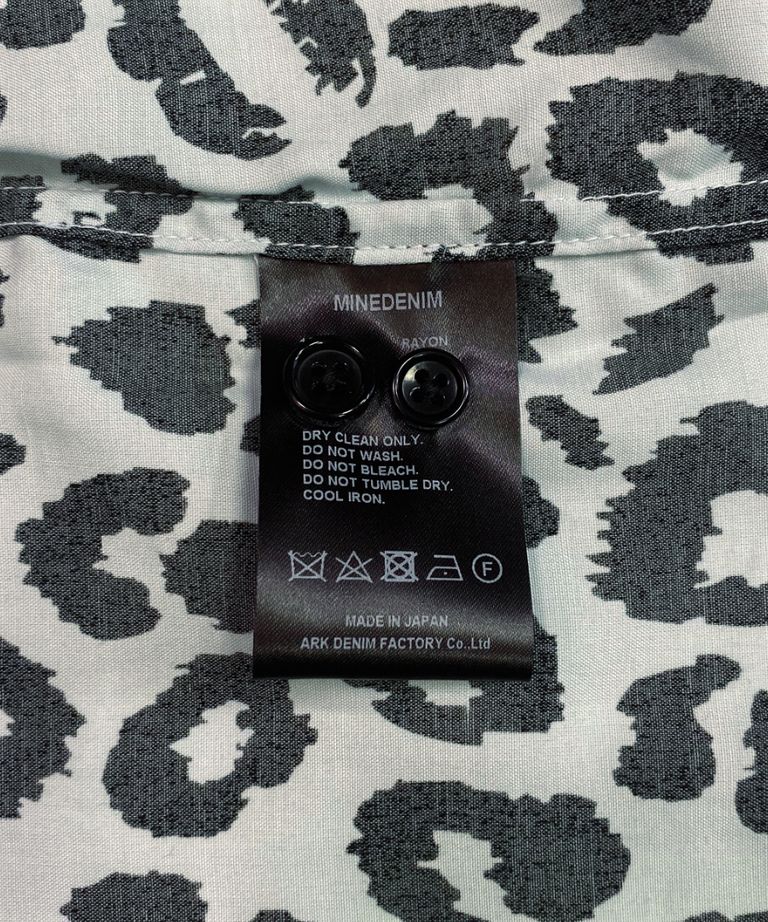 MINEDENIM
RAYON
DRY CLEAN ONLY.
DO NOT WASH.
DO NOT BLEACH.
DO NOT TUMBLE DRY.
COOL IRON.
F
MADE IN JAPAN
ARK DENIM FACTORY Co.,Ltd